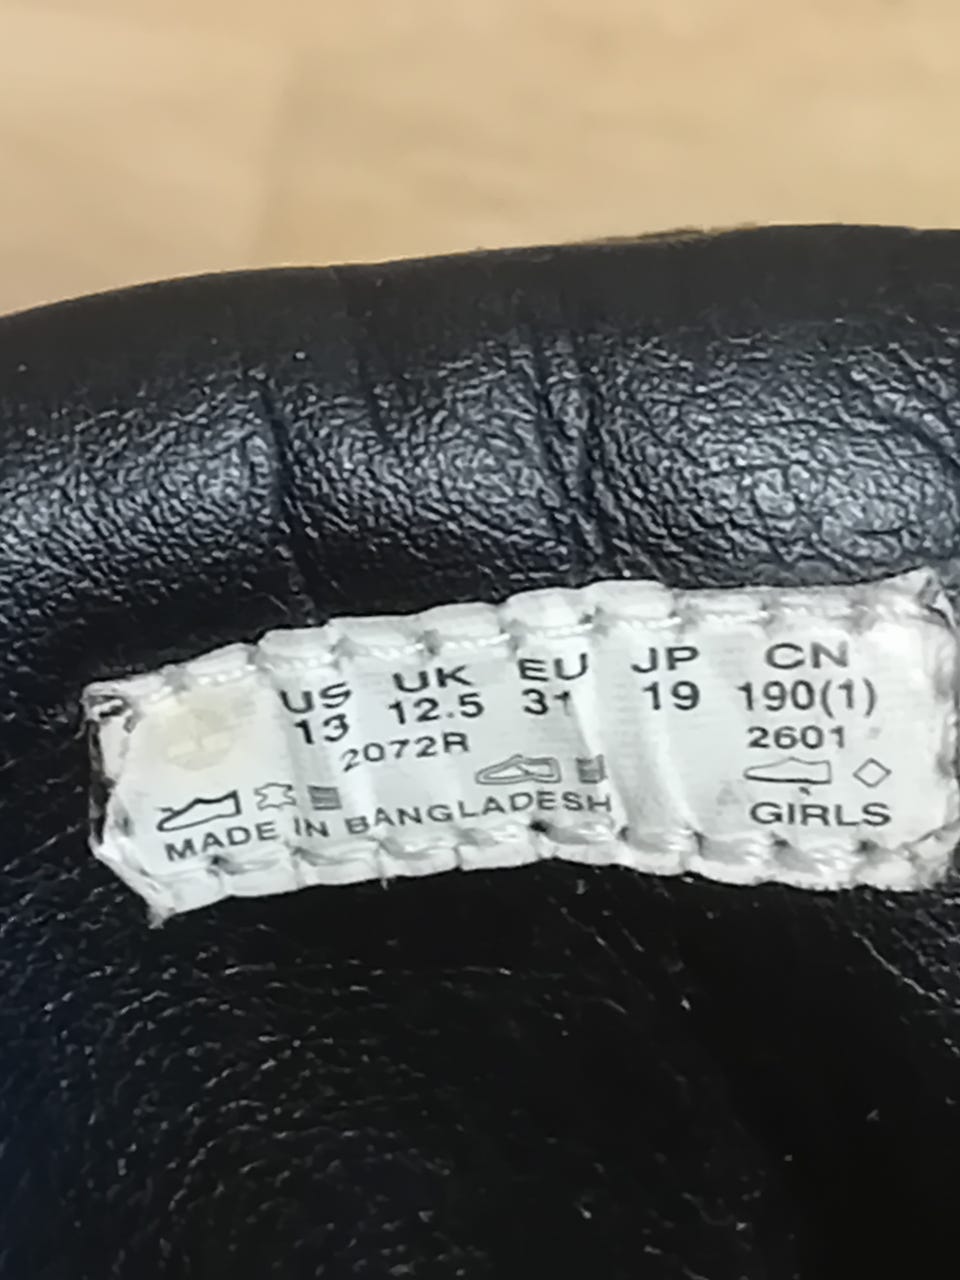 US UK EU JP CN
13 12.5 31 19 190(1)
2072R 2601
MADE IN BANGLADESH GIRLS